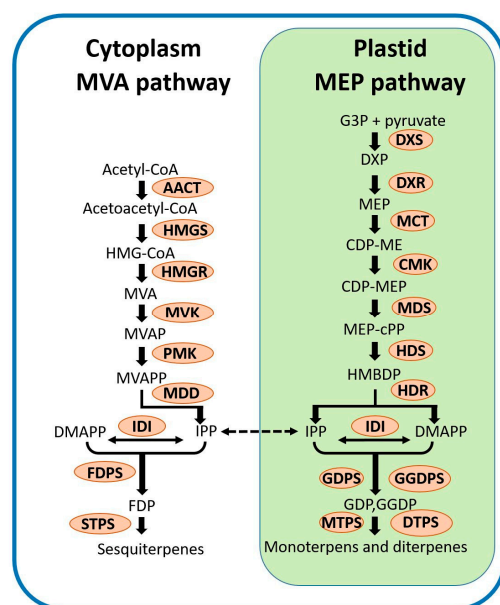 Cytoplasm
MVA pathway
Acetyl-CoA
AACT
Acetoacetyl-CoA
HMGS
HMG-CoA
HMGR
MVA
MVK
MVAP
PMK
MVAPP
MDD
DMAPP
IDI
IPP
FDPS
FDP
STPS
Sesquiterpenes
Plastid
MEP pathway
G3P + pyruvate
DXS
DXP
DXR
MEP
MCT
CDP-ME
CMK
CDP-MEP
MDS
MEP-cPP
HDS
HMBDP
HDR
IPP
IDI
DMAPP
GDPS
GGDPS
GDP,GGDP
MTPS
DTPS
Monoterpens and diterpenes